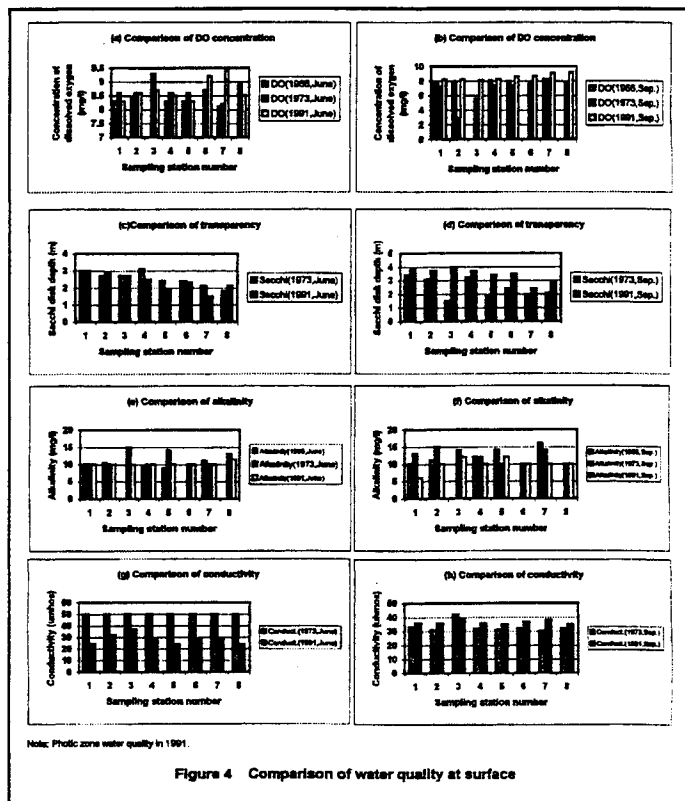 (a) Comparison of DO concentration
Concentration of
dissolved oxygen
(mg/l)
9.5
9
8.5
8
7.5
7
1 2 3 4 5 6 7 8
Sampling station number
DO(1966,June)
DO(1973,June)
DO(1991,June)
(b) Comparison of DO concentration
Concentration of
dissolved oxygen
(mg/l)
10
8
6
4
2
0
1 2 3 4 5 6 7 8
Sampling station number
DO(1966,Sep.)
DO(1973,Sep.)
DO(1991,Sep.)
(c)Comparison of transparency
Secchi disk depth (m)
4
3
2
1
0
1 2 3 4 5 6 7 8
Sampling station number
Secchi(1973,June)
Secchi(1991,June)
(d) Comparison of transparency
Secchi disk depth (m)
5
4
3
2
1
0
1 2 3 4 5 6 7 8
Sampling station number
Secchi(1973,Sep.)
Secchi(1991,Sep.)
(e) Comparison of alkalinity
Alkalinity (mg/l)
20
15
10
5
0
1 2 3 4 5 6 7 8
Sampling station number
Alkalinity(1966,June)
Alkalinity(1973,June)
Alkalinity(1991,June)
(f) Comparison of alkalinity
Alkalinity (mg/l)
20
15
10
5
0
1 2 3 4 5 6 7 8
Sampling station number
Alkalinity(1966,Sep.)
Alkalinity(1973,Sep.)
Alkalinity(1991,Sep.)
(g) Comparison of conductivity
Conductivity (umhos)
60
50
40
30
20
10
0
1 2 3 4 5 6 7 8
Sampling station number
Conduct.(1973,June)
Conduct.(1991,June)
(h) Comparison of conductivity
Conductivity (umhos)
50
40
30
20
10
0
1 2 3 4 5 6 7 8
Sampling station number
Conduct.(1973,Sep.)
Conduct.(1991,Sep.)
Note: Photic zone water quality in 1991.
Figure 4 Comparison of water quality at surface